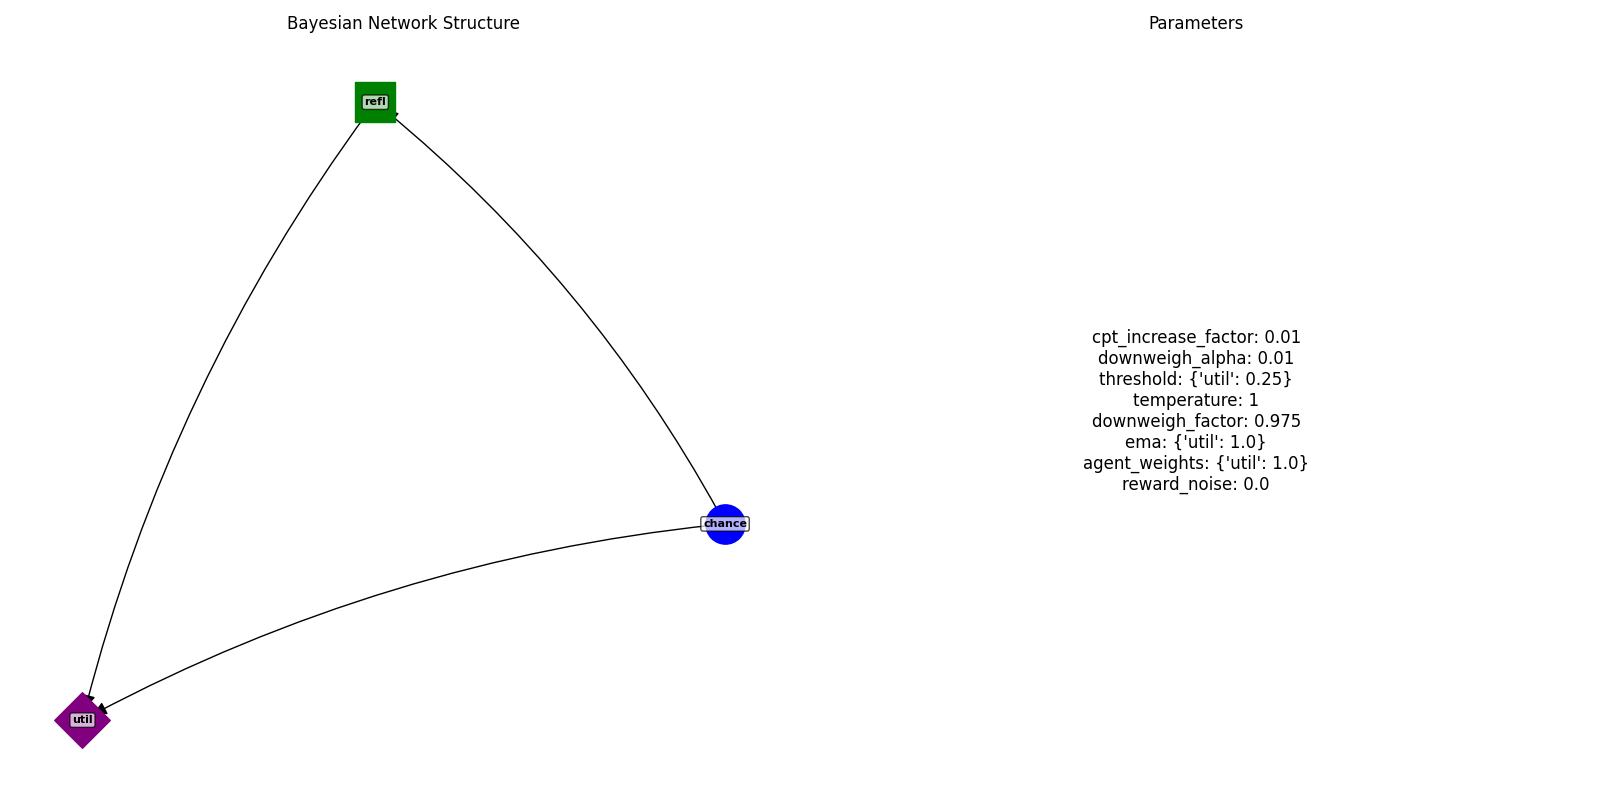 Bayesian Network Structure
Parameters
refl
chance
util
cpt_increase_factor: 0.01
downweigh_alpha: 0.01
threshold: {'util': 0.25}
temperature: 1
downweigh_factor: 0.975
ema: {'util': 1.0}
agent_weights: {'util': 1.0}
reward_noise: 0.0